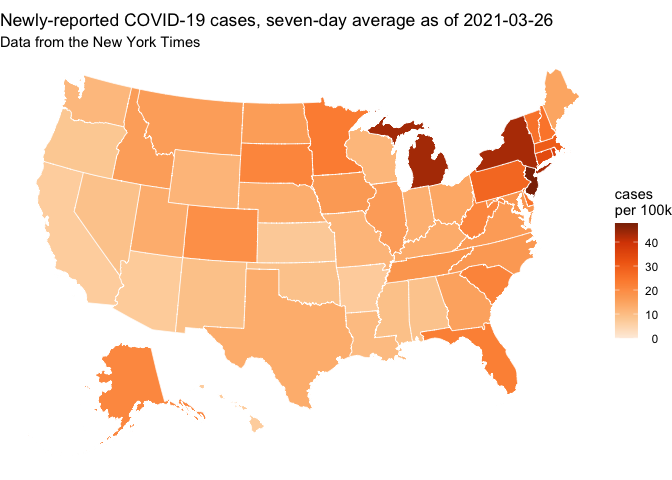 Newly-reported COVID-19 cases, seven-day average as of 2021-03-26
Data from the New York Times
cases
per 100k
40
30
20
10
0